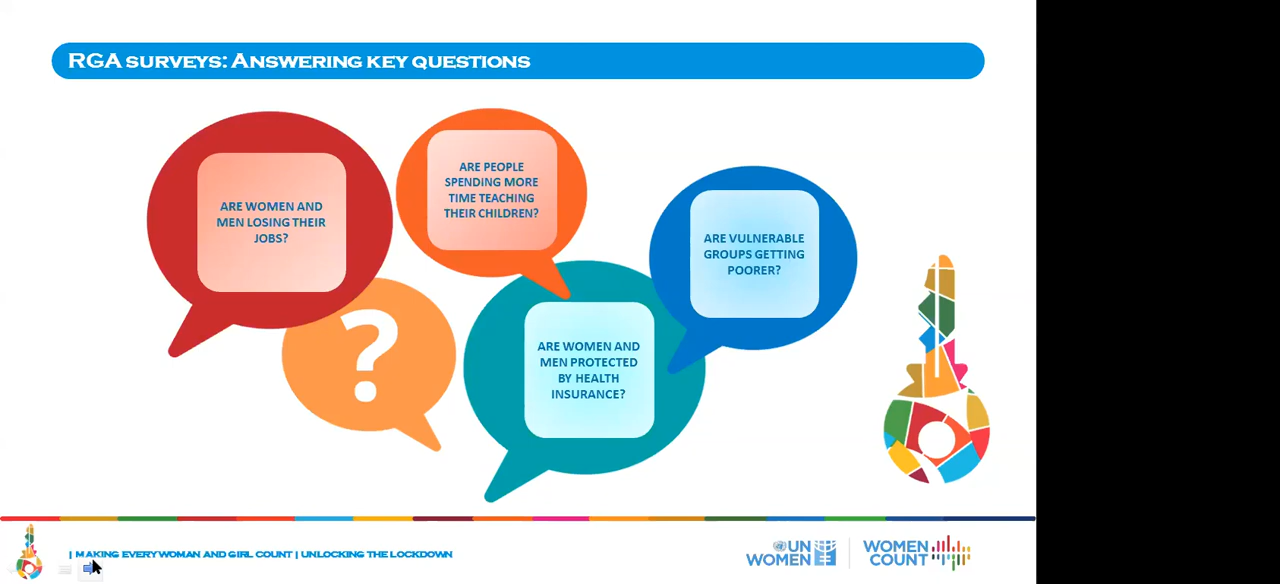 RGA SURVEYS: ANSWERING KEY QUESTIONS
ARE WOMEN AND
MEN LOSING THEIR
JOBS?
ARE PEOPLE
SPENDING MORE
TIME TEACHING
THEIR CHILDREN?
ARE VULNERABLE
GROUPS GETTING
POORER?
?
ARE WOMEN AND
MEN PROTECTED
BY HEALTH
INSURANCE?
| MAKING EVERY WOMAN AND GIRL COUNT | UNLOCKING THE LOCKDOWN
UN
WOMEN
WOMEN
COUNT